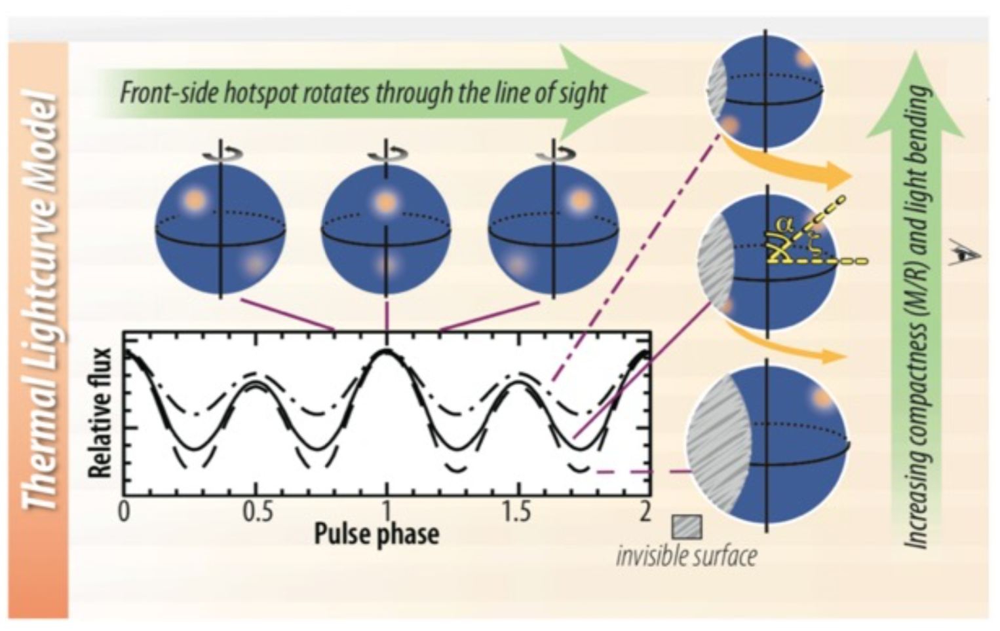 Thermal Lightcurve Model
Front-side hotspot rotates through the line of sight
α
ζ
Increasing compactness (M/R) and light bending
Relative flux
0 0.5 1 1.5 2
Pulse phase
invisible surface